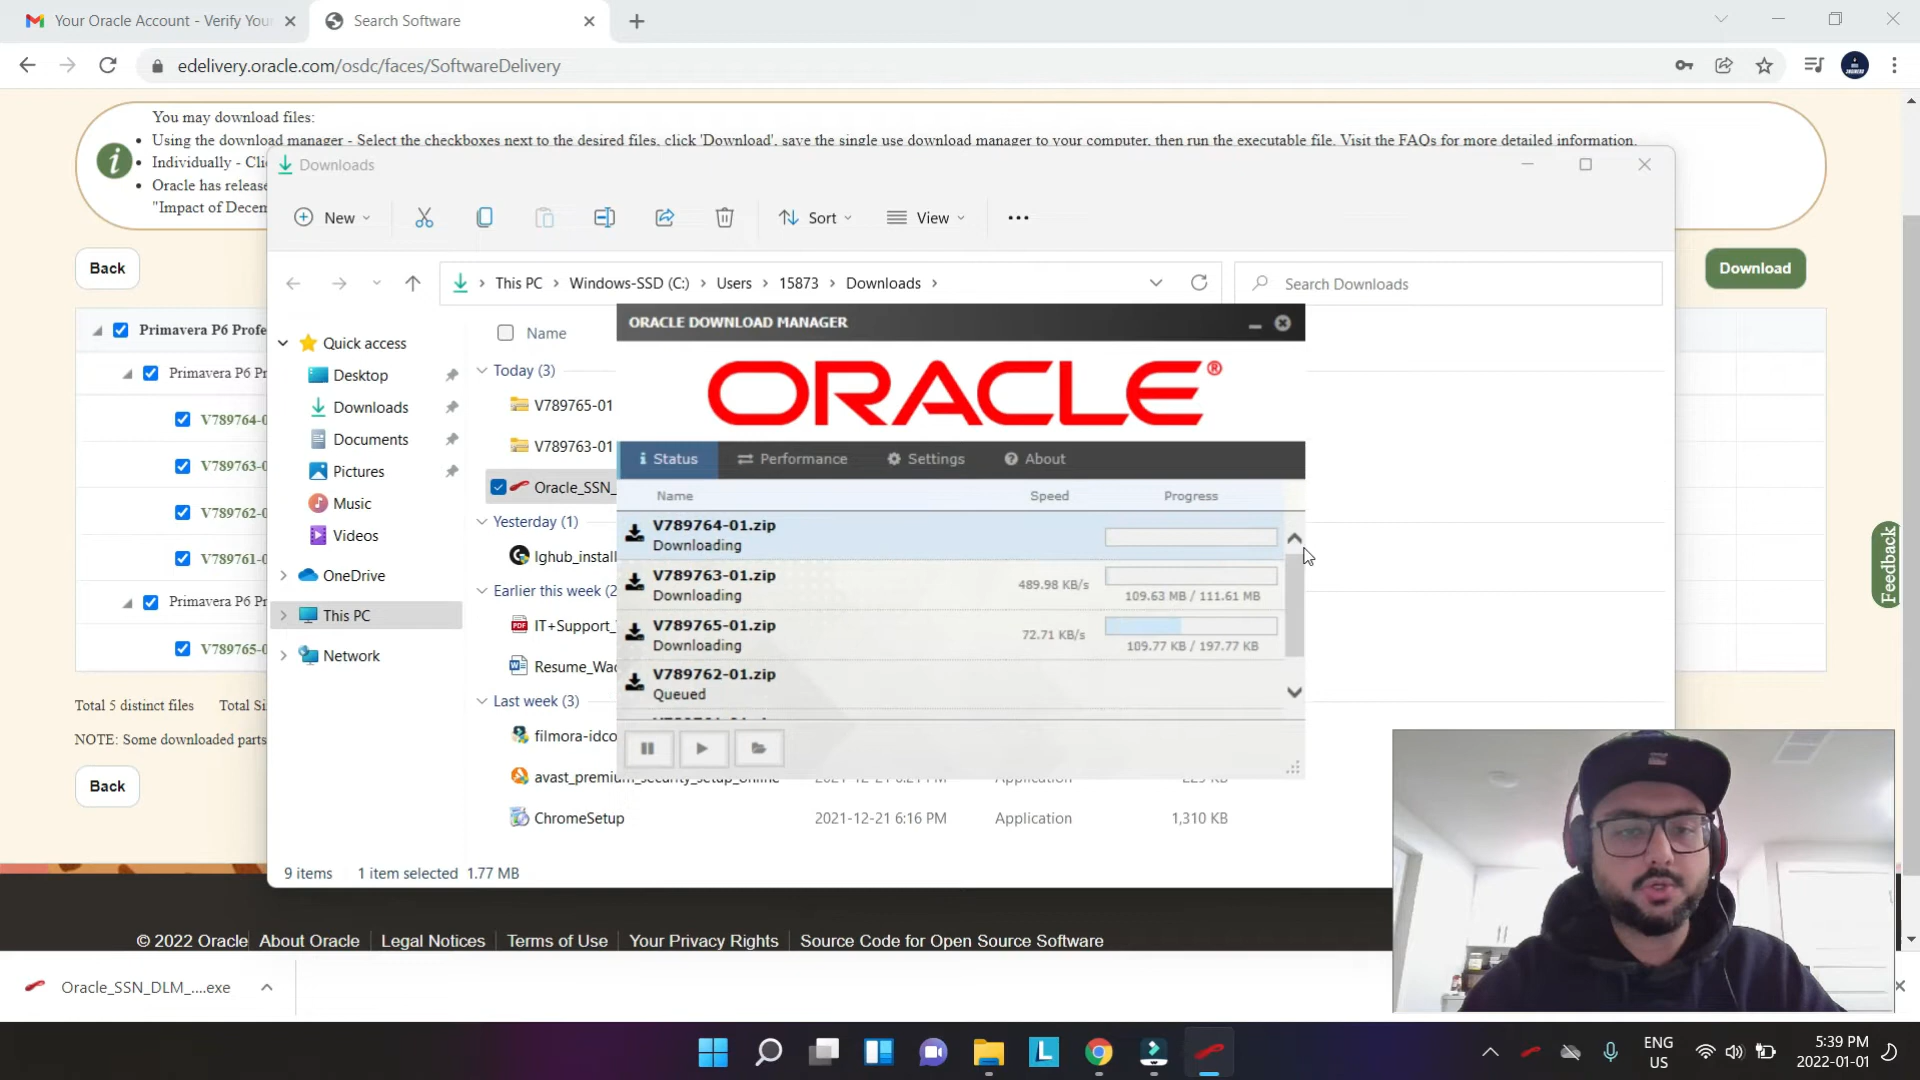 Your Oracle Account - Verify You
Search Software
edelivery.oracle.com/osdc/faces/SoftwareDelivery
You may download files:
Using the download manager - Select the checkboxes next to the desired files, click 'Download', save the single use download manager to your computer, then run the executable file. Visit the FAQs for more detailed information.
Individually - Clic
Oracle has release
"Impact of Decem
Back
Download
Primavera P6 Profe
Primavera P6 Pr
V789764-0
V789763-0
V789762-0
V789761-0
Primavera P6 Pr
V789765-0
Total 5 distinct files Total Si
NOTE: Some downloaded parts
Back
Feedback
Downloads
New
Sort
View
This PC > Windows-SSD (C:) > Users > 15873 > Downloads >
Search Downloads
Quick access
Desktop
Downloads
Documents
Pictures
Music
Videos
OneDrive
This PC
Network
Name
Today (3)
V789765-01
V789763-01
Oracle_SSN_
Yesterday (1)
lghub_install
Earlier this week (2
IT+Support_
Resume_Wa
Last week (3)
filmora-idco
avast_premium_security_setup_online 2021-12-21 6:21 PM Application 229 KB
ChromeSetup 2021-12-21 6:16 PM Application 1,310 KB
9 items 1 item selected 1.77 MB
ORACLE DOWNLOAD MANAGER
ORACLE®
Status Performance Settings About
Name Speed Progress
V789764-01.zip
Downloading
V789763-01.zip
Downloading
489.98 KB/s
109.63 MB / 111.61 MB
V789765-01.zip
Downloading
72.71 KB/s
109.77 KB / 197.77 KB
V789762-01.zip
Queued
© 2022 Oracle About Oracle Legal Notices Terms of Use Your Privacy Rights Source Code for Open Source Software
Oracle_SSN_DLM_....exe
ENG
US
5:39 PM
2022-01-01